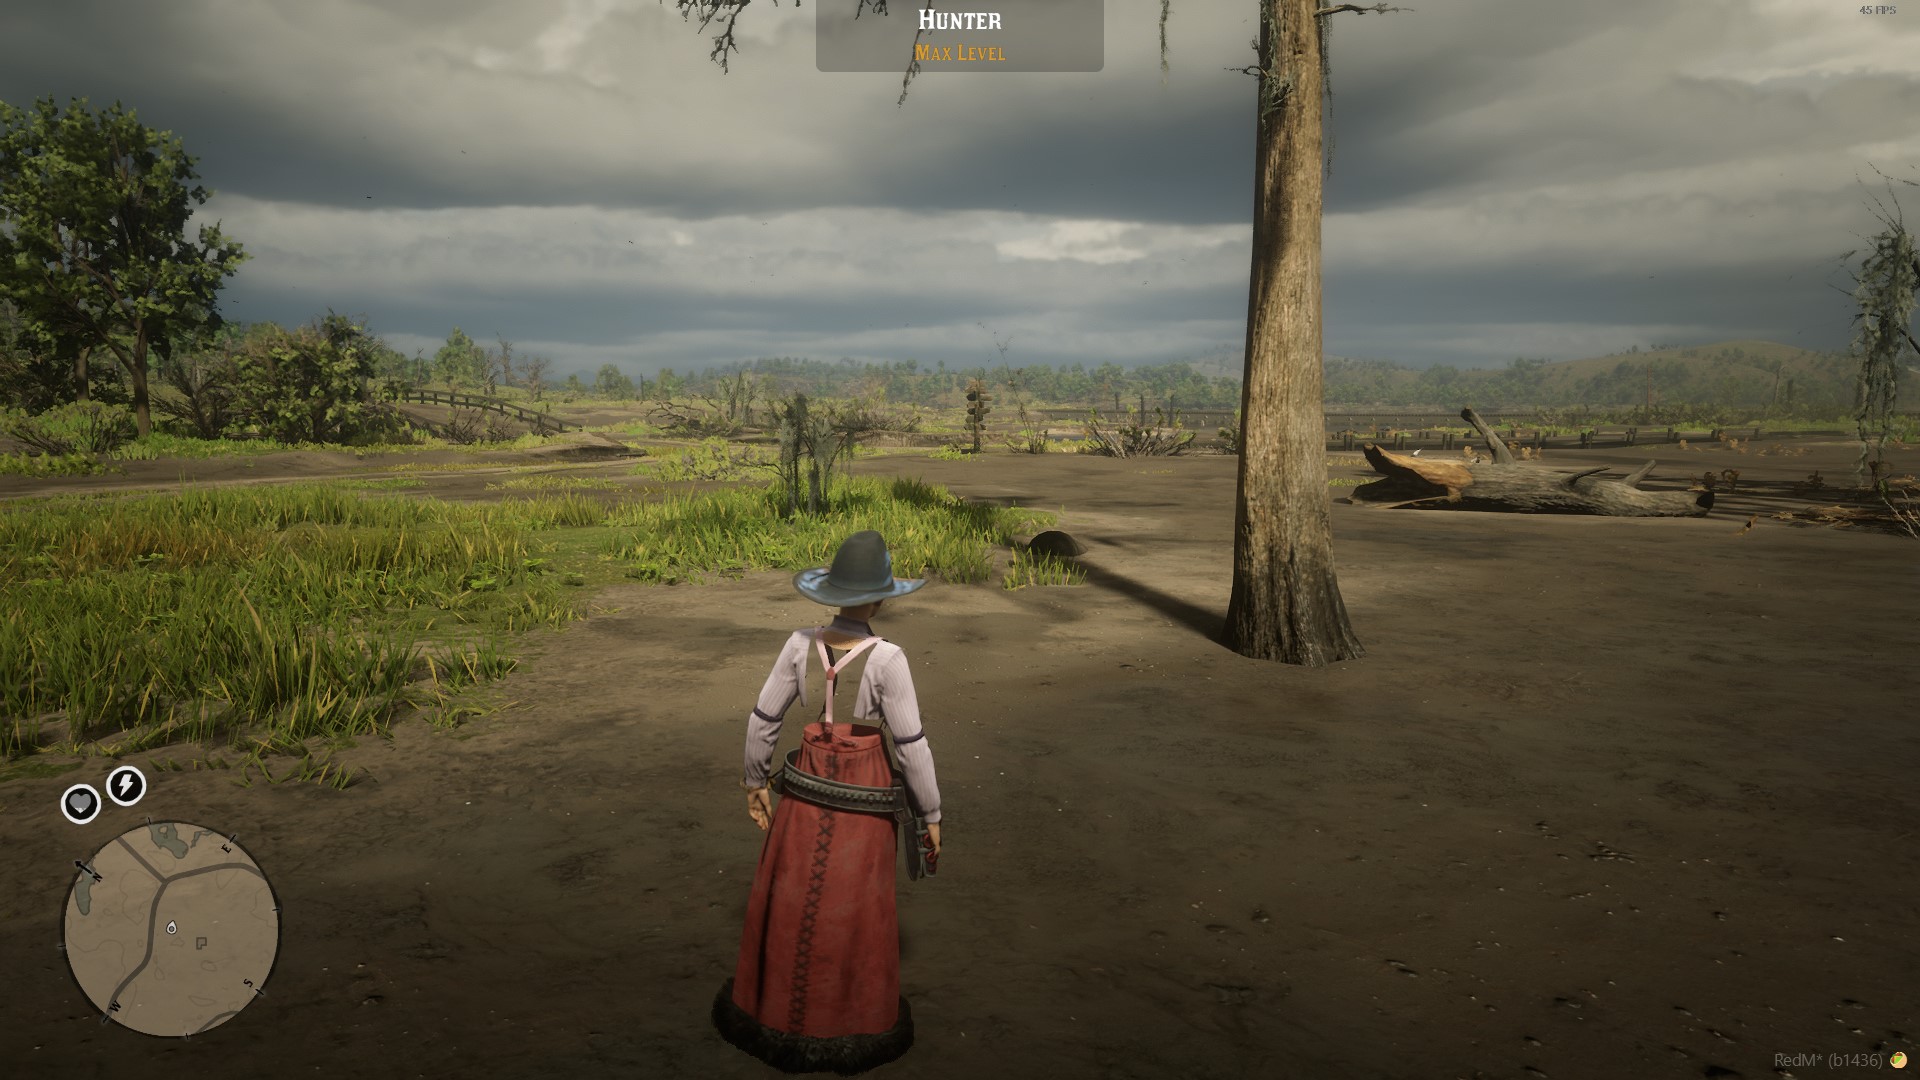 45 FPS
HUNTER
MAX LEVEL
E
N
S
W
RedM* (b1436)